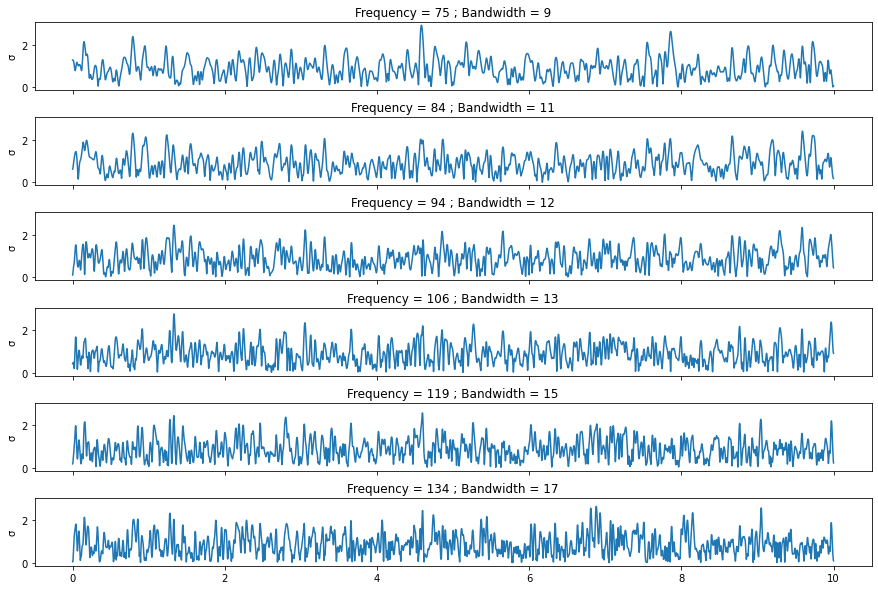 Frequency = 75 ; Bandwidth = 9
2
σ
0
Frequency = 84 ; Bandwidth = 11
2
σ
0
Frequency = 94 ; Bandwidth = 12
2
σ
0
Frequency = 106 ; Bandwidth = 13
2
σ
0
Frequency = 119 ; Bandwidth = 15
2
σ
0
Frequency = 134 ; Bandwidth = 17
2
σ
0
0 2 4 6 8 10